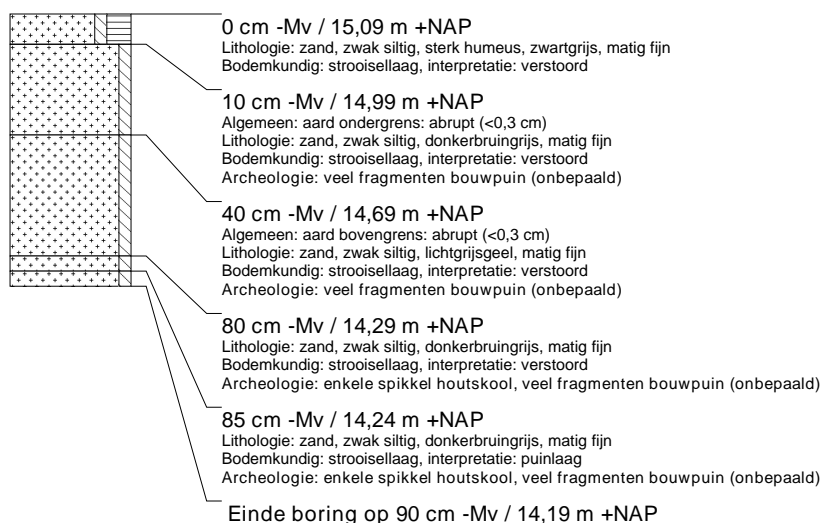 0 cm -Mv / 15,09 m +NAP
Lithologie: zand, zwak siltig, sterk humeus, zwartgrijs, matig fijn
Bodemkundig: strooisellaag, interpretatie: verstoord
10 cm -Mv / 14,99 m +NAP
Algemeen: aard ondergrens: abrupt (<0,3 cm)
Lithologie: zand, zwak siltig, donkerbruingrijs, matig fijn
Bodemkundig: strooisellaag, interpretatie: verstoord
Archeologie: veel fragmenten bouwpuin (onbepaald)
40 cm -Mv / 14,69 m +NAP
Algemeen: aard bovengrens: abrupt (<0,3 cm)
Lithologie: zand, zwak siltig, lichtgrijsgeel, matig fijn
Bodemkundig: strooisellaag, interpretatie: verstoord
Archeologie: veel fragmenten bouwpuin (onbepaald)
80 cm -Mv / 14,29 m +NAP
Lithologie: zand, zwak siltig, donkerbruingrijs, matig fijn
Bodemkundig: strooisellaag, interpretatie: verstoord
Archeologie: enkele spikkel houtskool, veel fragmenten bouwpuin (onbepaald)
85 cm -Mv / 14,24 m +NAP
Lithologie: zand, zwak siltig, donkerbruingrijs, matig fijn
Bodemkundig: strooisellaag, interpretatie: puinlaag
Archeologie: enkele spikkel houtskool, veel fragmenten bouwpuin (onbepaald)
Einde boring op 90 cm -Mv / 14,19 m +NAP